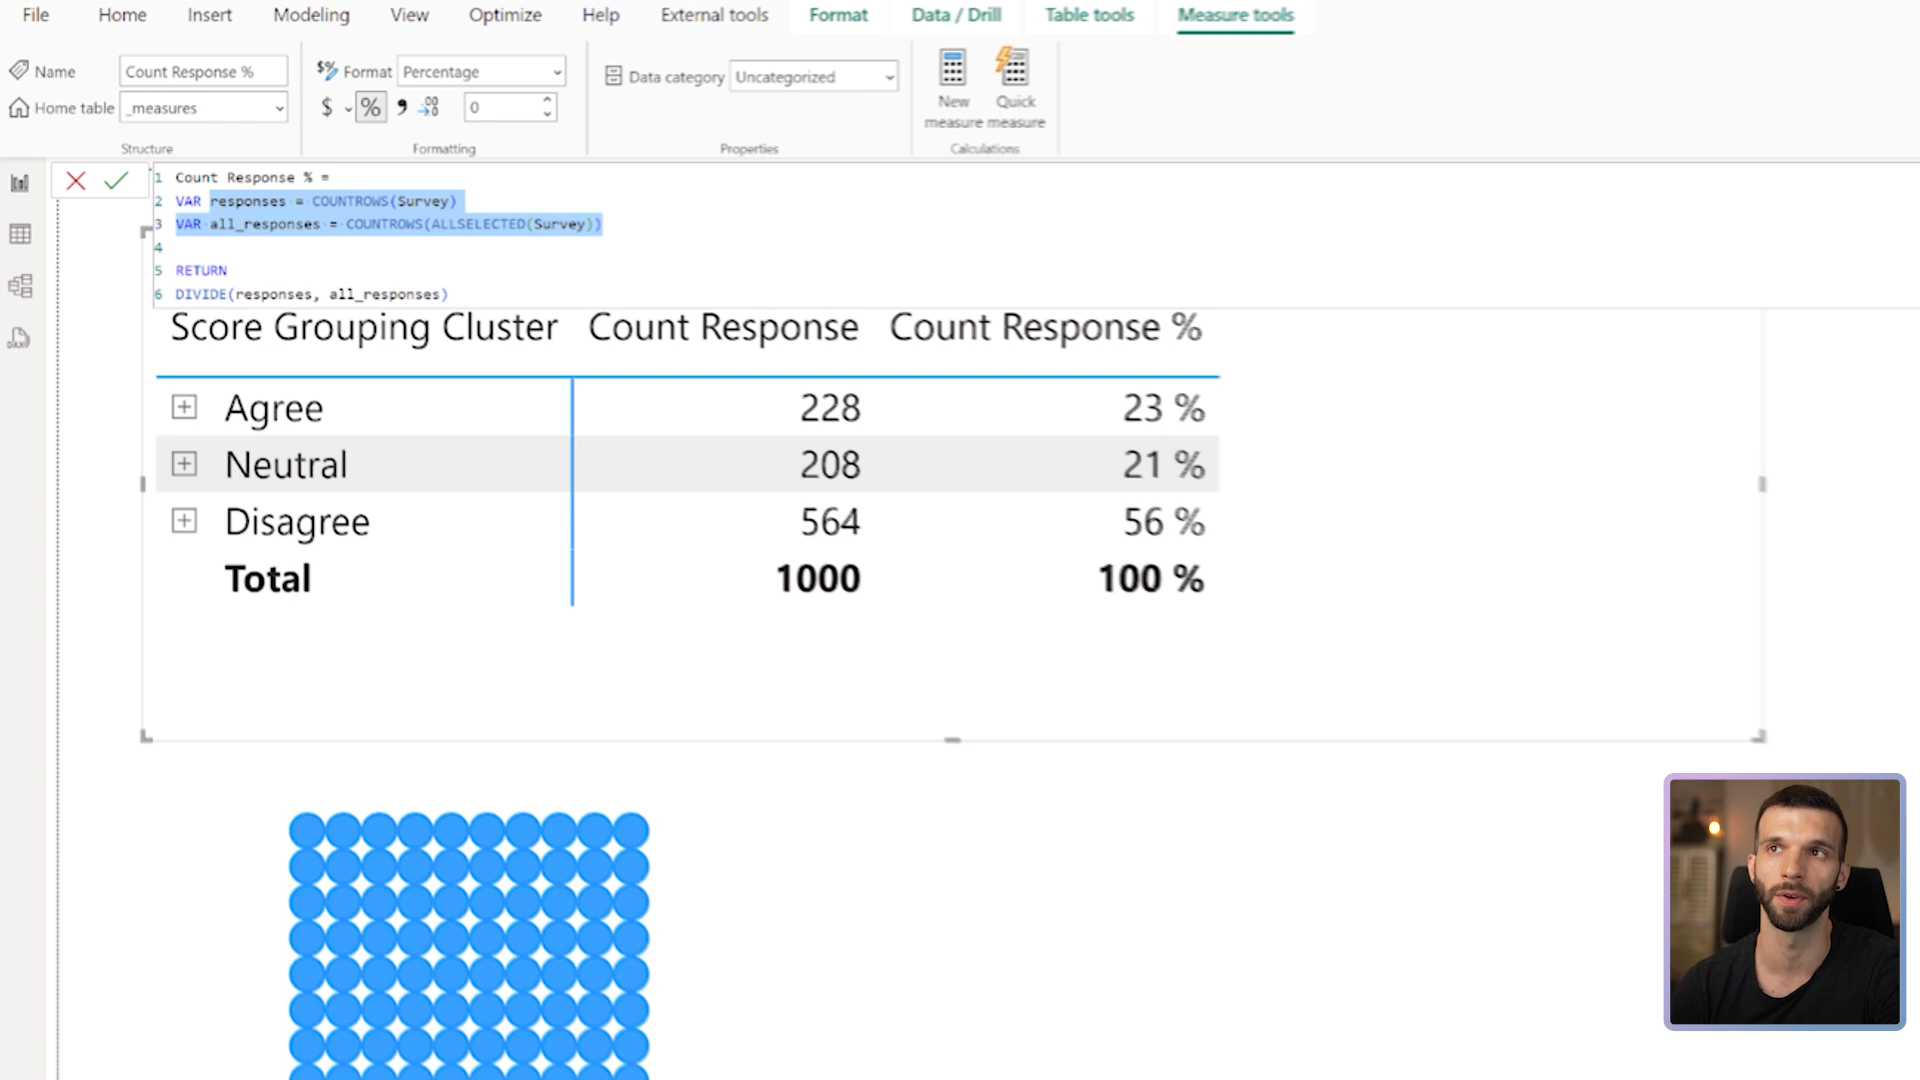 File Home Insert Modeling View Optimize Help External tools Format Data / Drill Table tools Measure tools
Name Count Response % Format Percentage Data category Uncategorized
Home table _measures $ % 0
New measure Quick measure
Structure Formatting Properties Calculations
1 Count Response % =
2 VAR responses = COUNTROWS(Survey)
3 VAR all_responses = COUNTROWS(ALLSELECTED(Survey))
4
5 RETURN
6 DIVIDE(responses, all_responses)
Score Grouping Cluster Count Response Count Response %
Agree 228 23 %
Neutral 208 21 %
Disagree 564 56 %
Total 1000 100 %